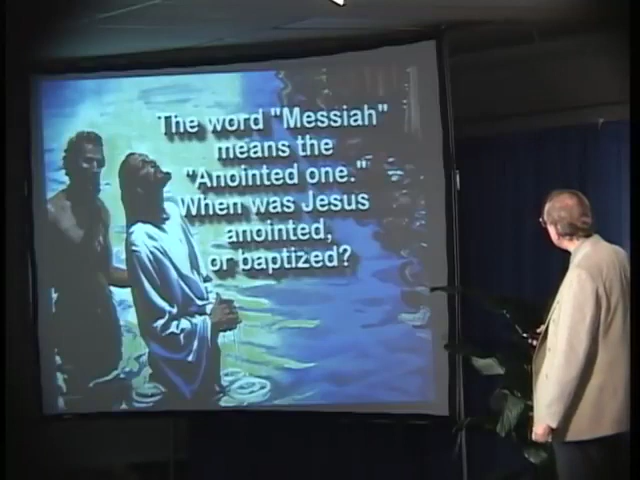 The word "Messiah"
means the
"Anointed one."
When was Jesus
anointed,
or baptized?